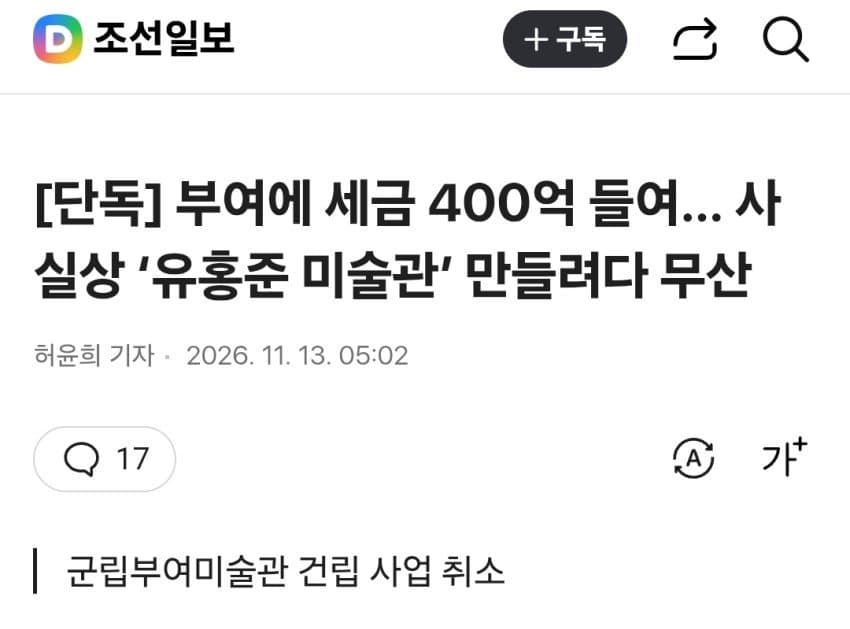 D 조선일보
+ 구독
[단독] 부여에 세금 400억 들여... 사
실상 ‘유홍준 미술관’ 만들려다 무산
허윤희 기자 · 2026. 11. 13. 05:02
17
A 가+
군립부여미술관 건립 사업 취소